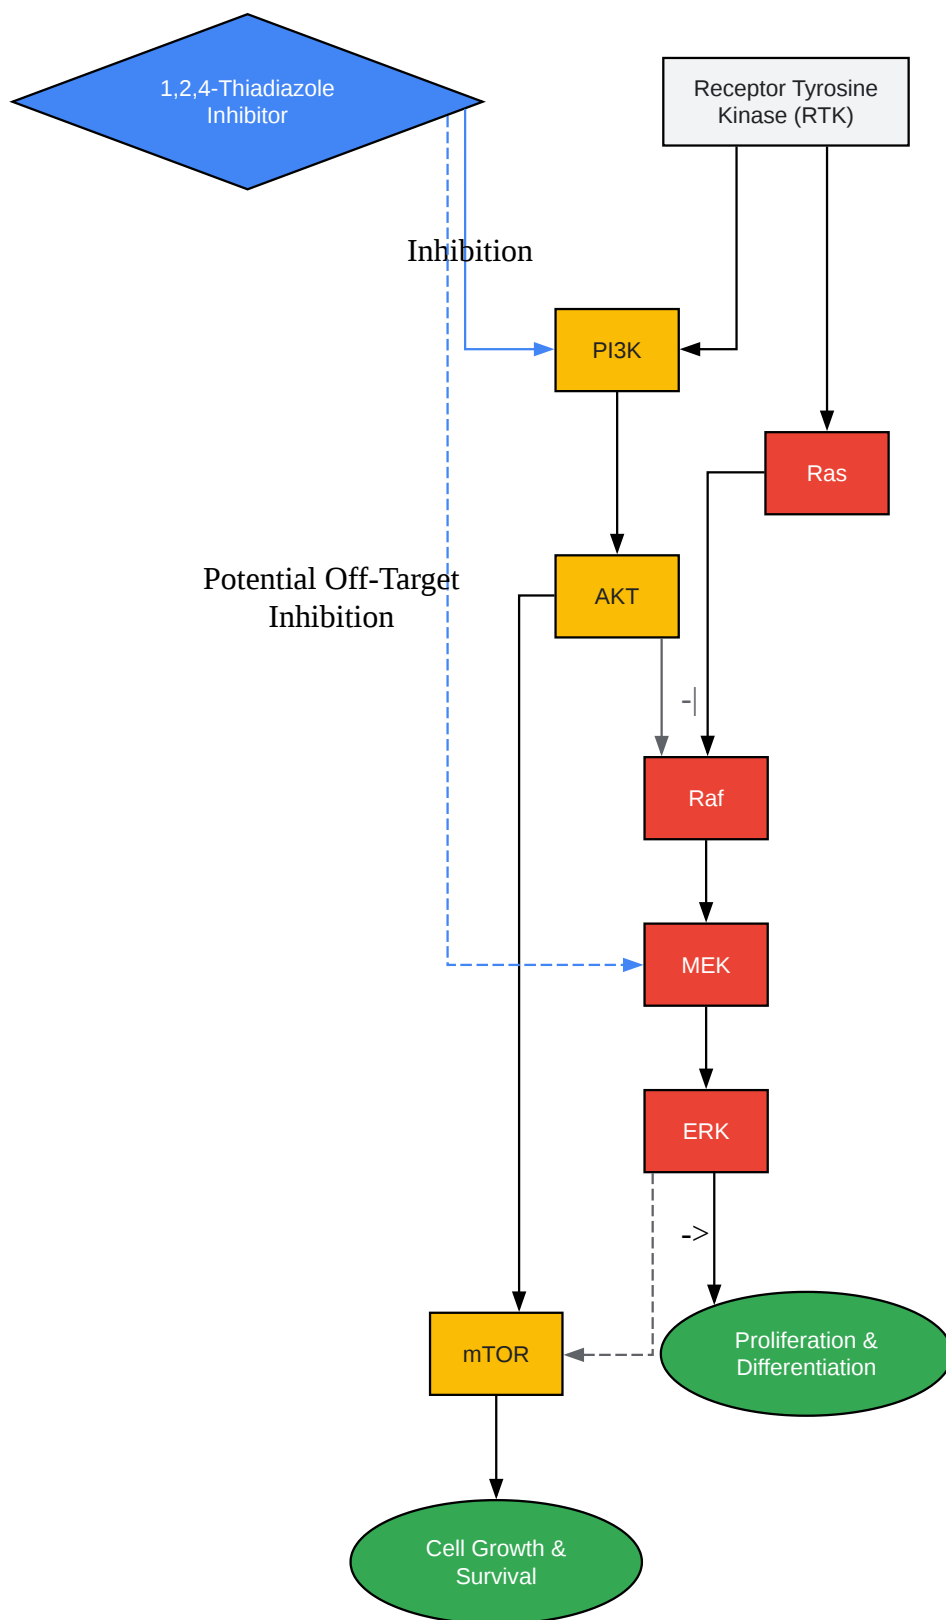 1,2,4-Thiadiazole
Inhibitor
Receptor Tyrosine
Kinase (RTK)
Inhibition
PI3K
Ras
Potential Off-Target
Inhibition
AKT
-|
Raf
MEK
ERK
->
mTOR
Proliferation &
Differentiation
Cell Growth &
Survival